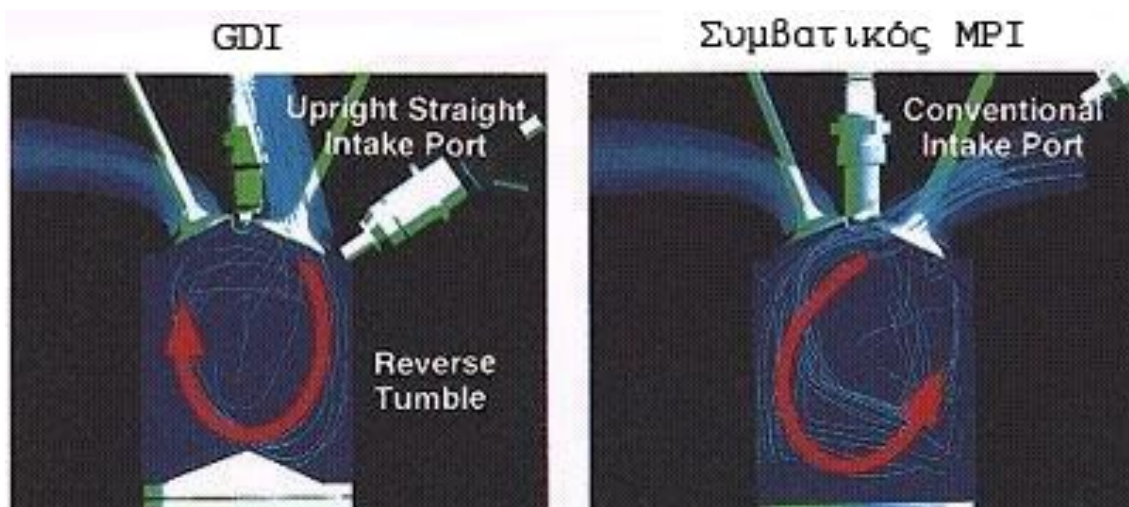 GDI
Συμβατικός MPI
Upright Straight
Intake Port
Reverse
Tumble
Conventional
Intake Port